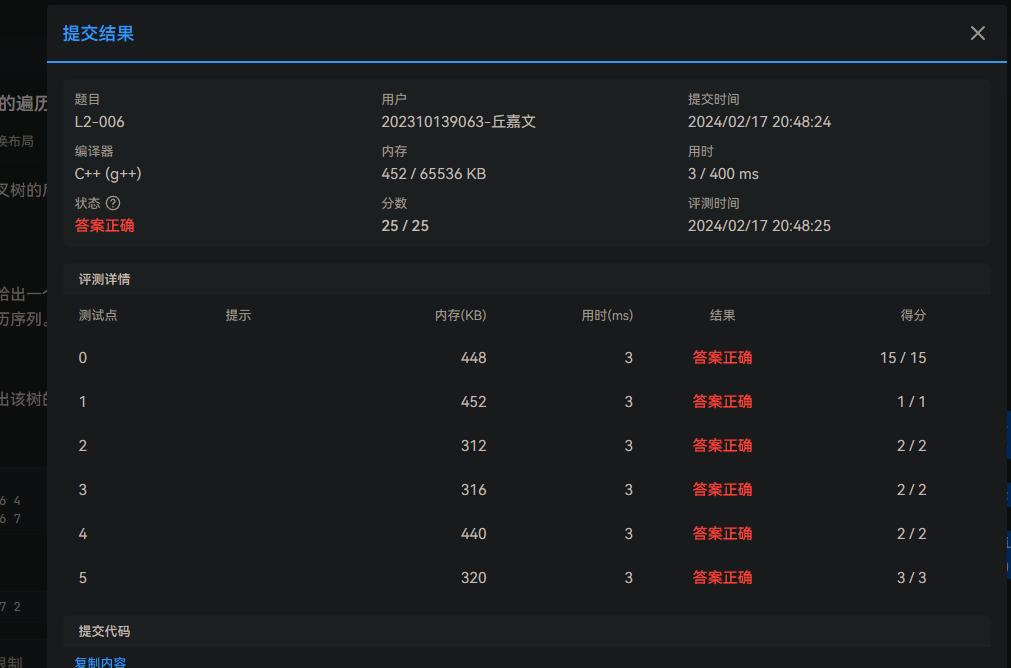 提交结果
的遍历
换布局
叉树的
题目
用户
提交时间
L2-006
202310139063-丘嘉文
2024/02/17 20:48:24
编译器
内存
用时
C++ (g++)
452 / 65536 KB
3 / 400 ms
状态
分数
评测时间
答案正确
25 / 25
2024/02/17 20:48:25
评测详情
给出一个
历序列。
测试点
提示
内存(KB)
用时(ms)
结果
得分
0
448
3
答案正确
15 / 15
出该树
1
452
3
答案正确
1 / 1
2
312
3
答案正确
2 / 2
3
316
3
答案正确
2 / 2
6 4
6 7
4
440
3
答案正确
2 / 2
5
320
3
答案正确
3 / 3
7 2
提交代码
限制
复制内容